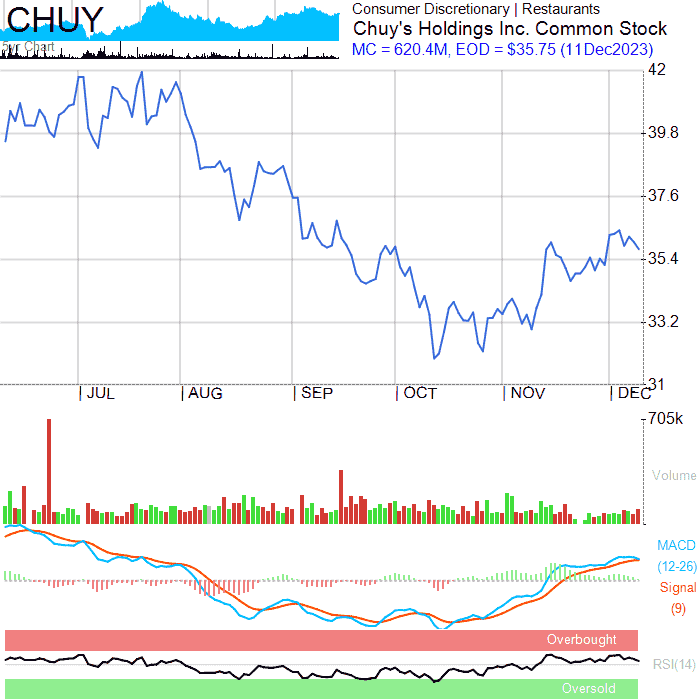 CHUY
Consumer Discretionary | Restaurants
Chuy's Holdings Inc. Common Stock
MC = 620.4M, EOD = $35.75 (11Dec2023)
5yr Chart
42
39.8
37.6
35.4
33.2
31
JUL
AUG
SEP
OCT
NOV
DEC
705k
Volume
MACD
(12-26)
Signal
(9)
Overbought
RSI(14)
Oversold